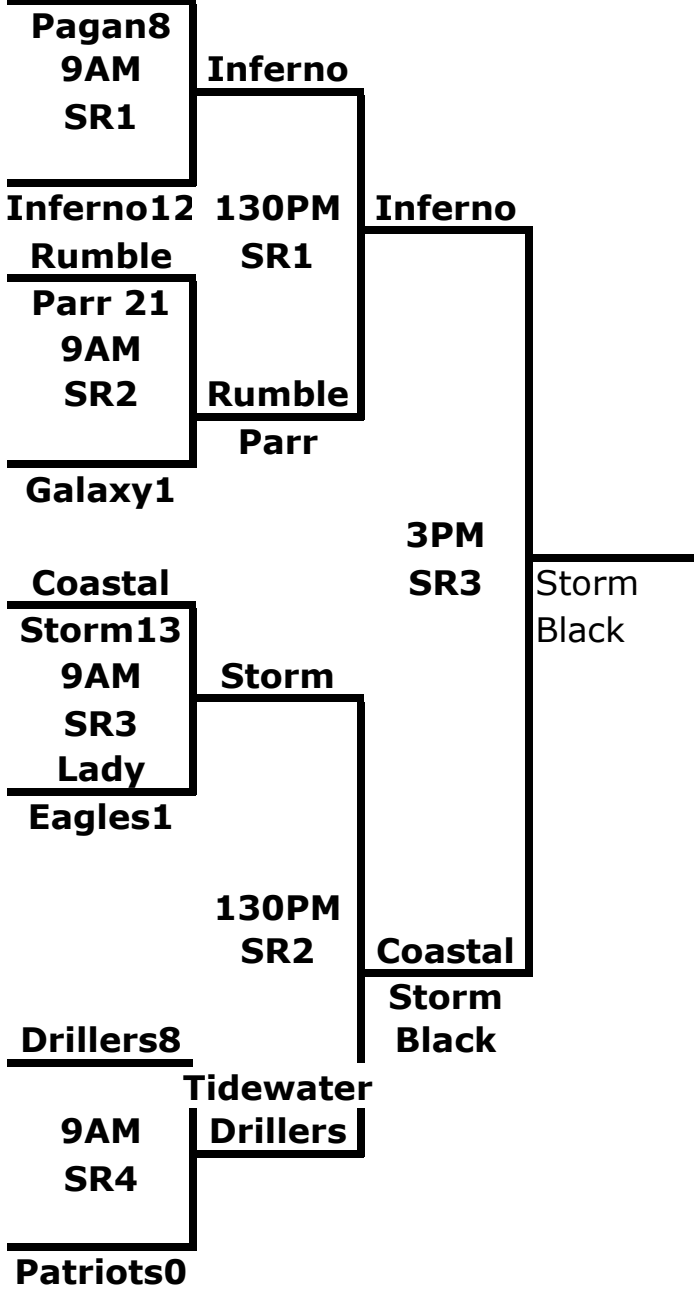 Pagan8
9AM
SR1
Inferno
Inferno12
130PM
SR1
Inferno
Rumble
Parr 21
9AM
SR2
Rumble
Parr
Galaxy1
3PM
SR3
Storm
Black
Coastal
Storm13
9AM
SR3
Storm
Lady
Eagles1
130PM
SR2
Coastal
Storm
Black
Drillers8
Tidewater
Drillers
9AM
SR4
Patriots0